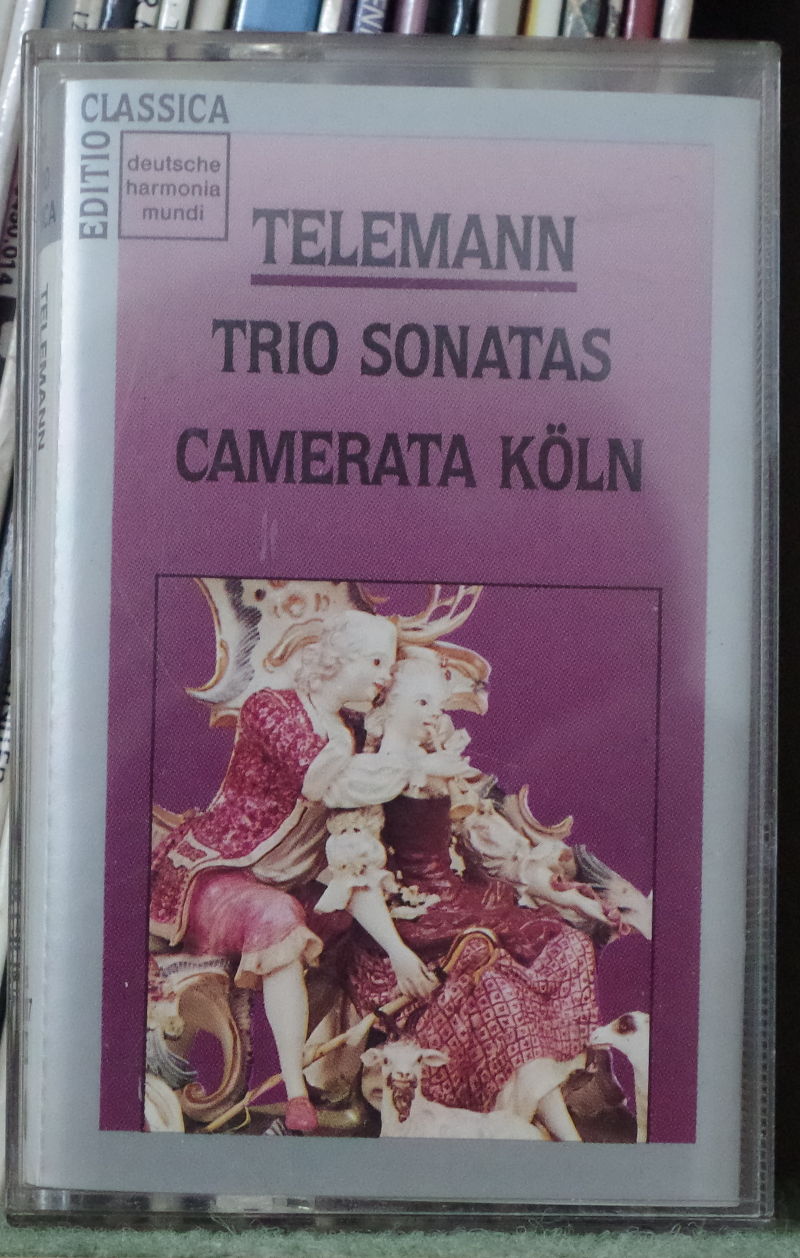 EDITIO CLASSICA
deutsche
harmonia
mundi
TELEMANN
TRIO SONATAS
CAMERATA KÖLN
TELEMANN